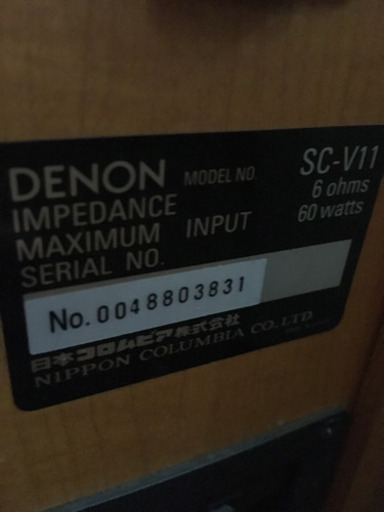 DENON MODEL NO. SC-V11
IMPEDANCE 6 ohms
MAXIMUM INPUT 60 watts
SERIAL NO.
No. 0048803831
日本コロムビア株式会社
NIPPON COLUMBIA CO.,LTD